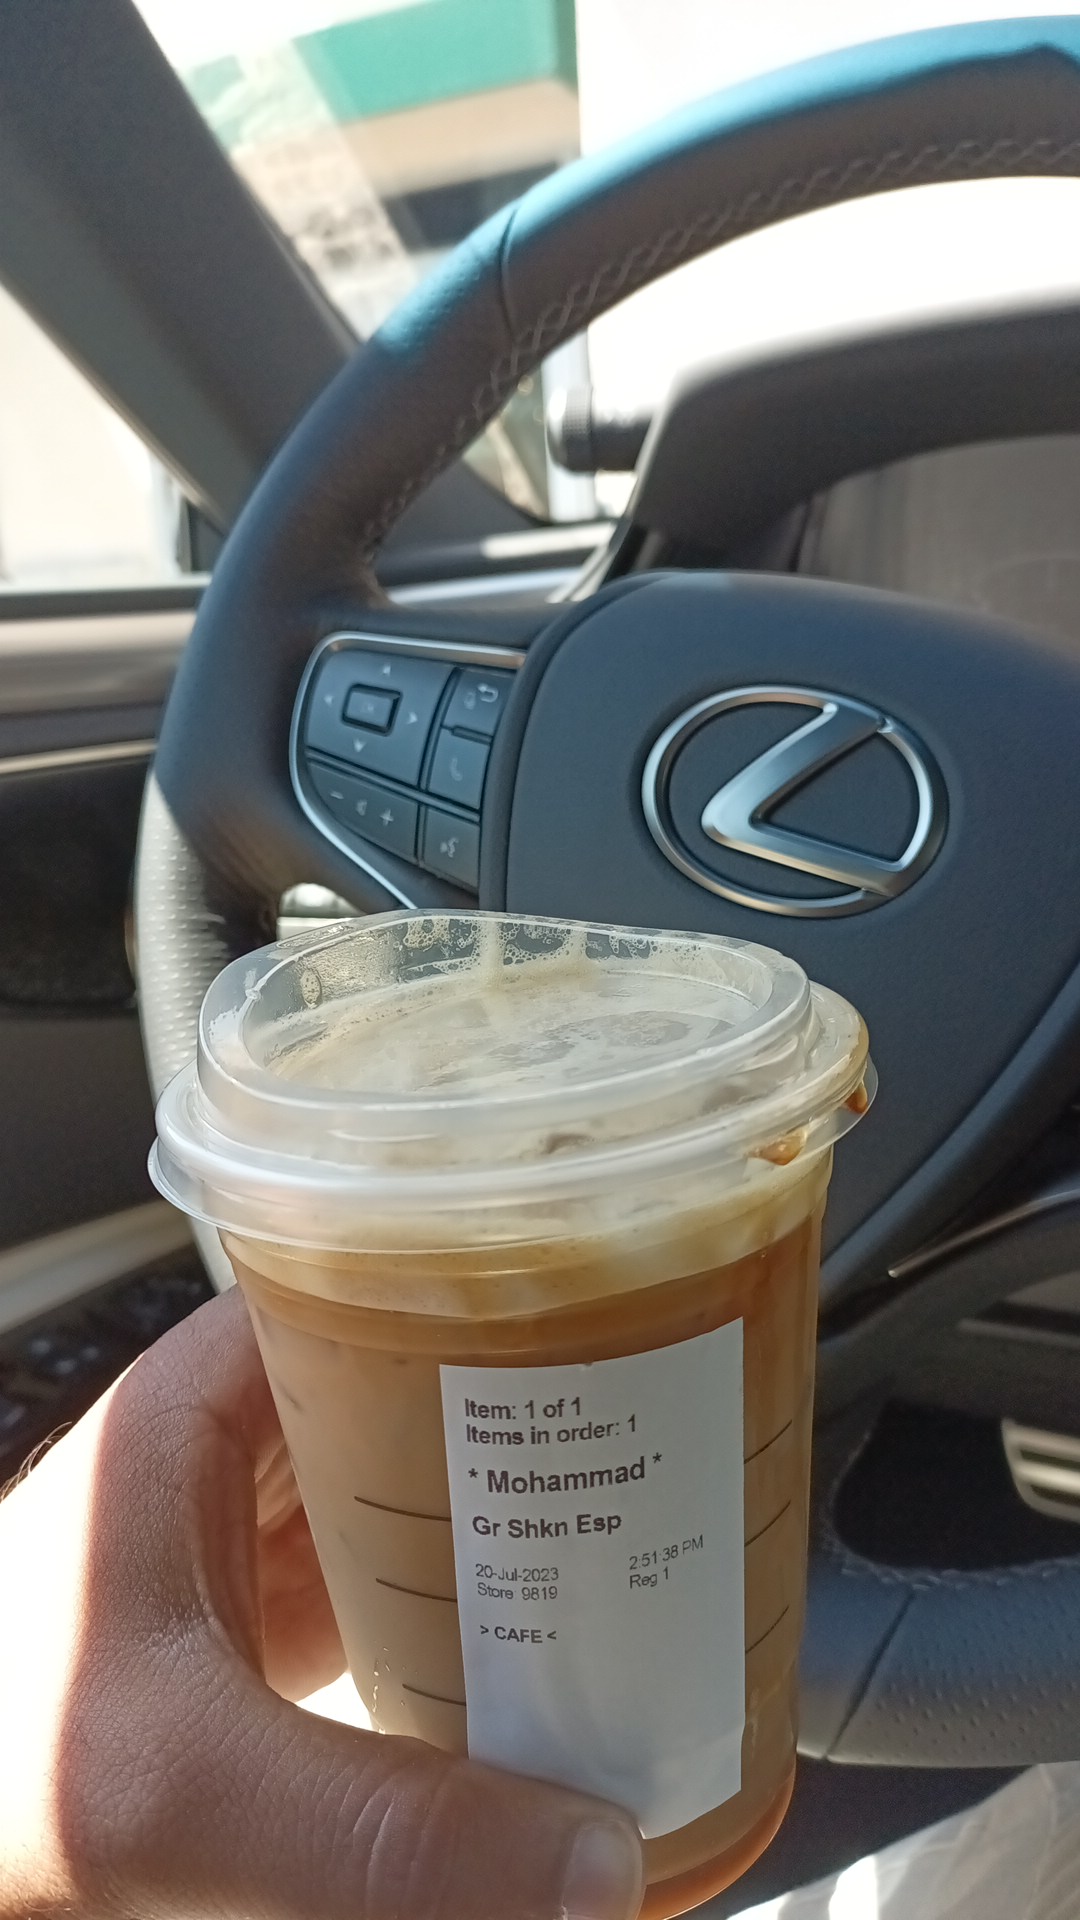 Item: 1 of 1
Items in order: 1
* Mohammad *
Gr Shkn Esp
20-Jul-2023 2:51:38 PM
Store 9819 Reg 1
> CAFE <